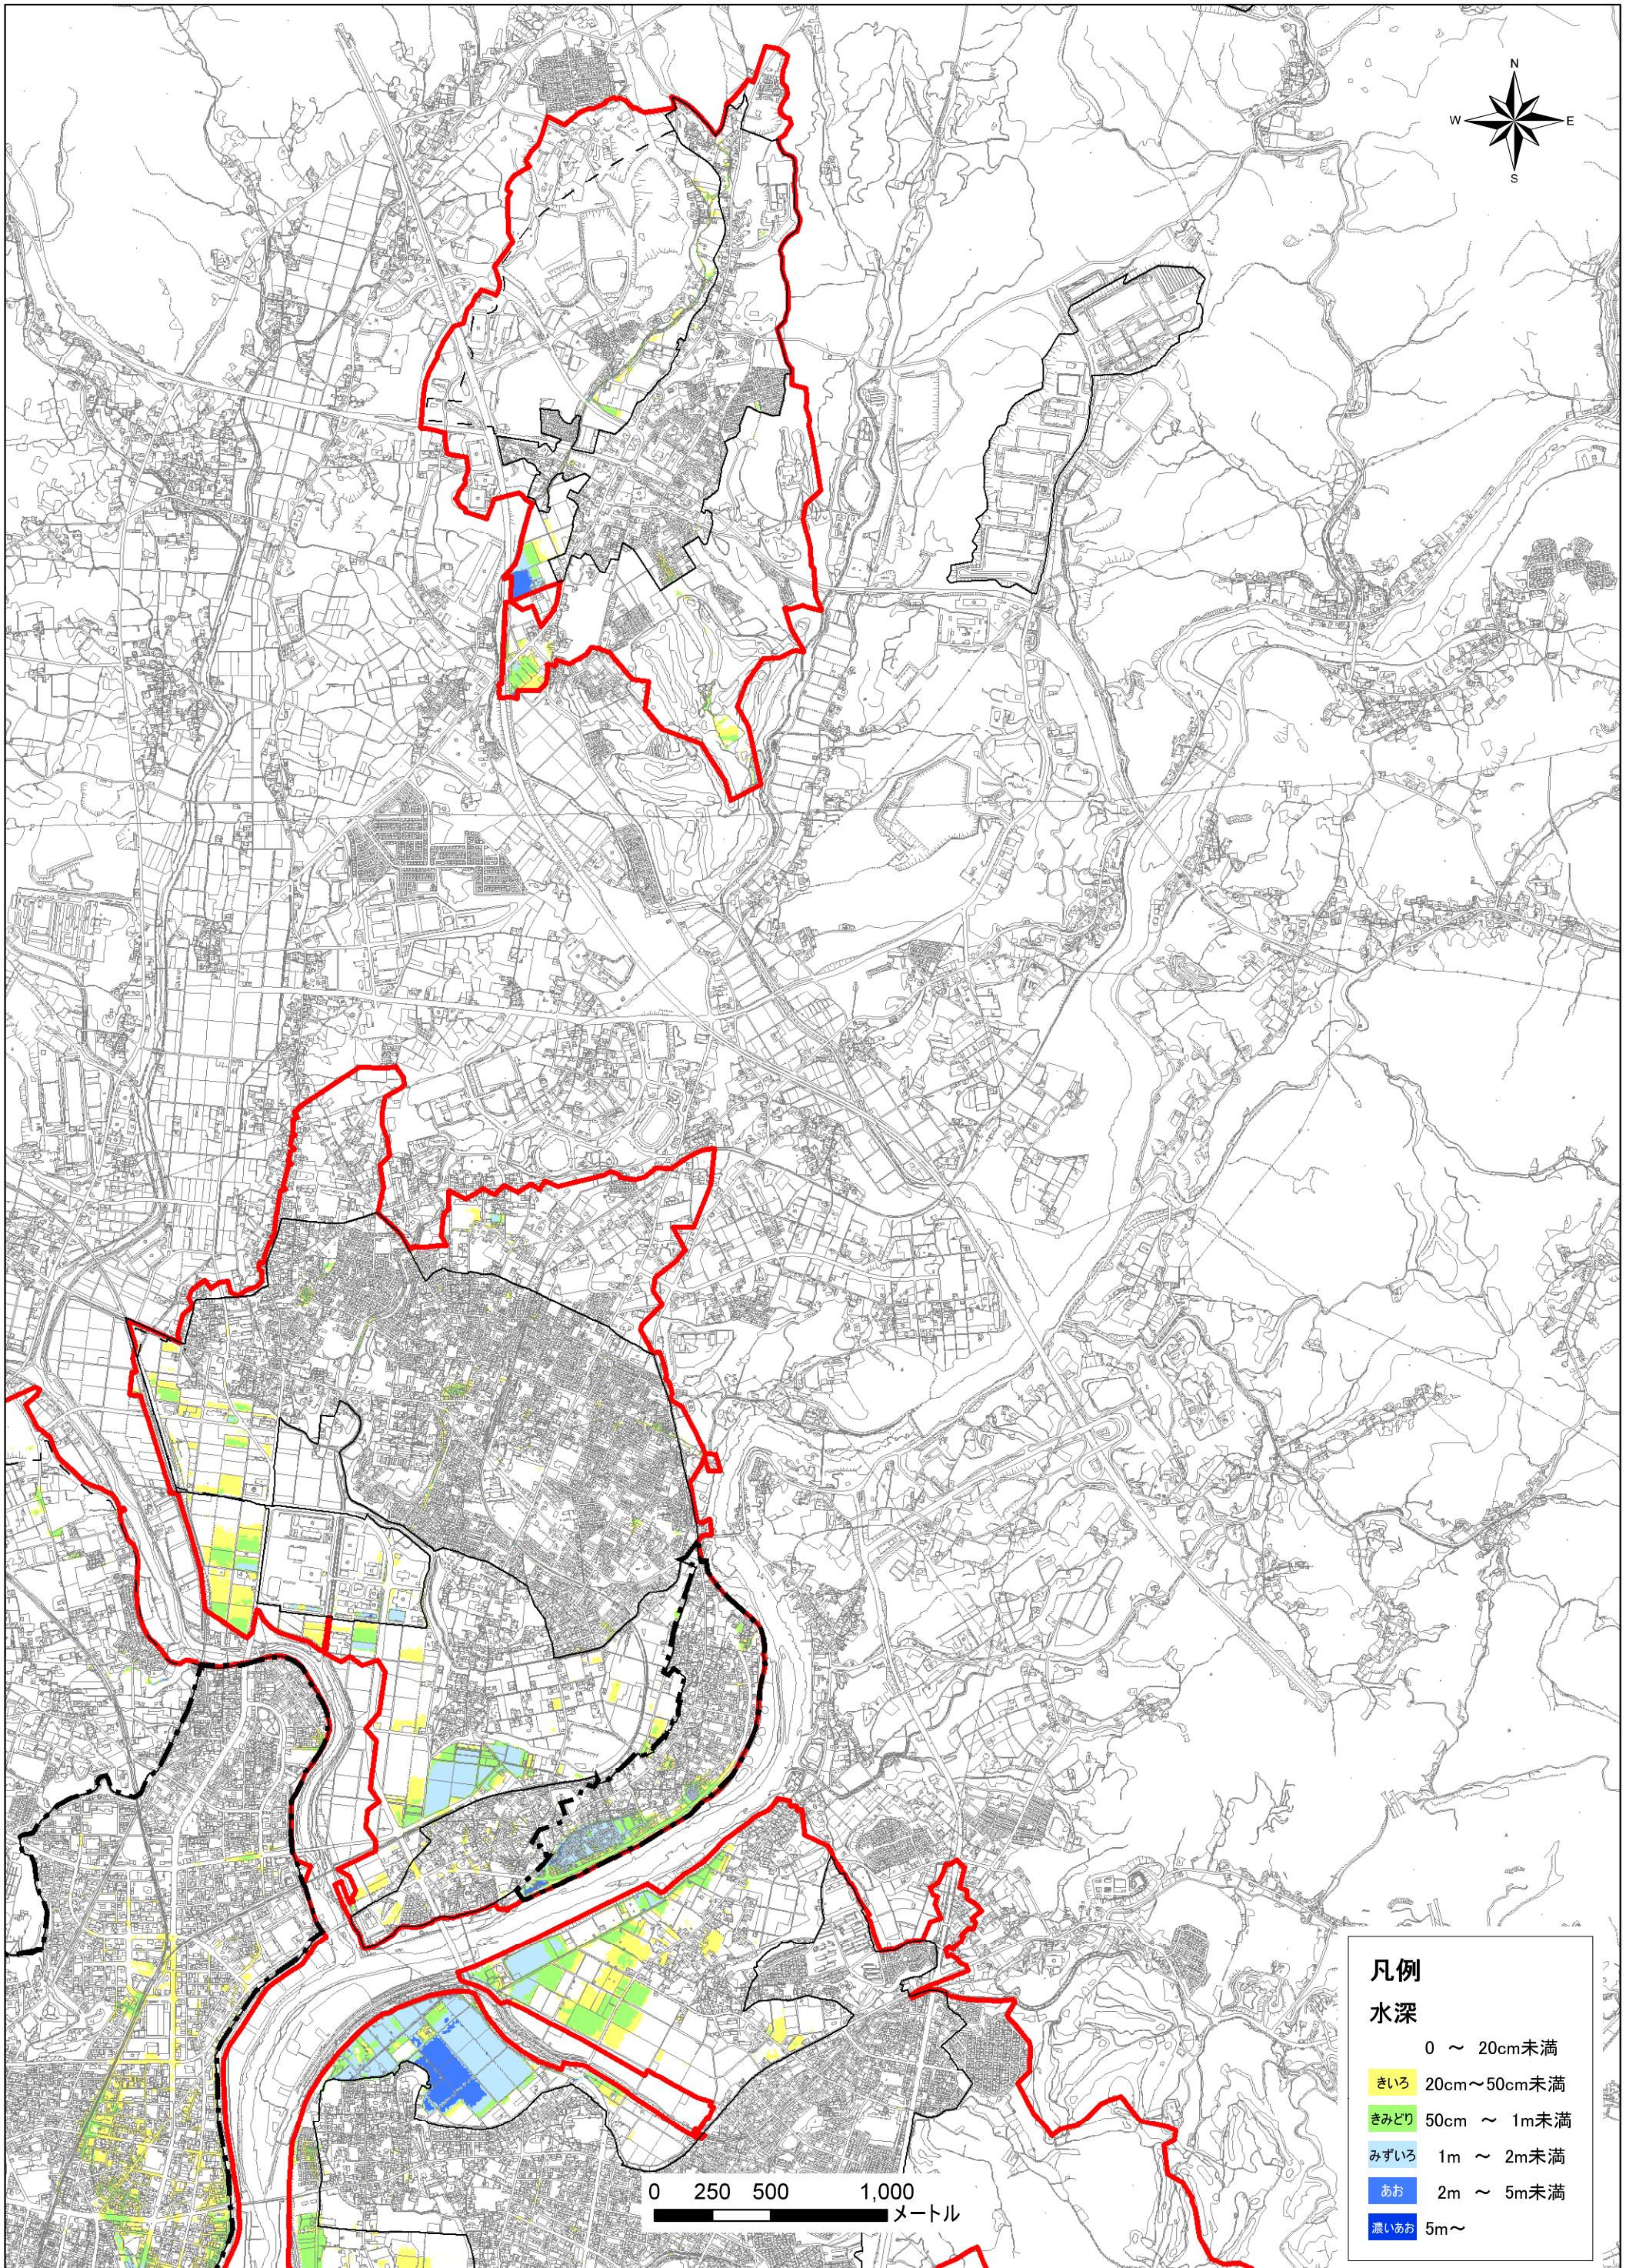 N
W E
S
凡例
水深
0 ～ 20cm未満
きいろ 20cm～50cm未満
きみどり 50cm ～ 1m未満
みずいろ 1m ～ 2m未満
あお 2m ～ 5m未満
濃いあお 5m～
0 250 500 1,000
メートル